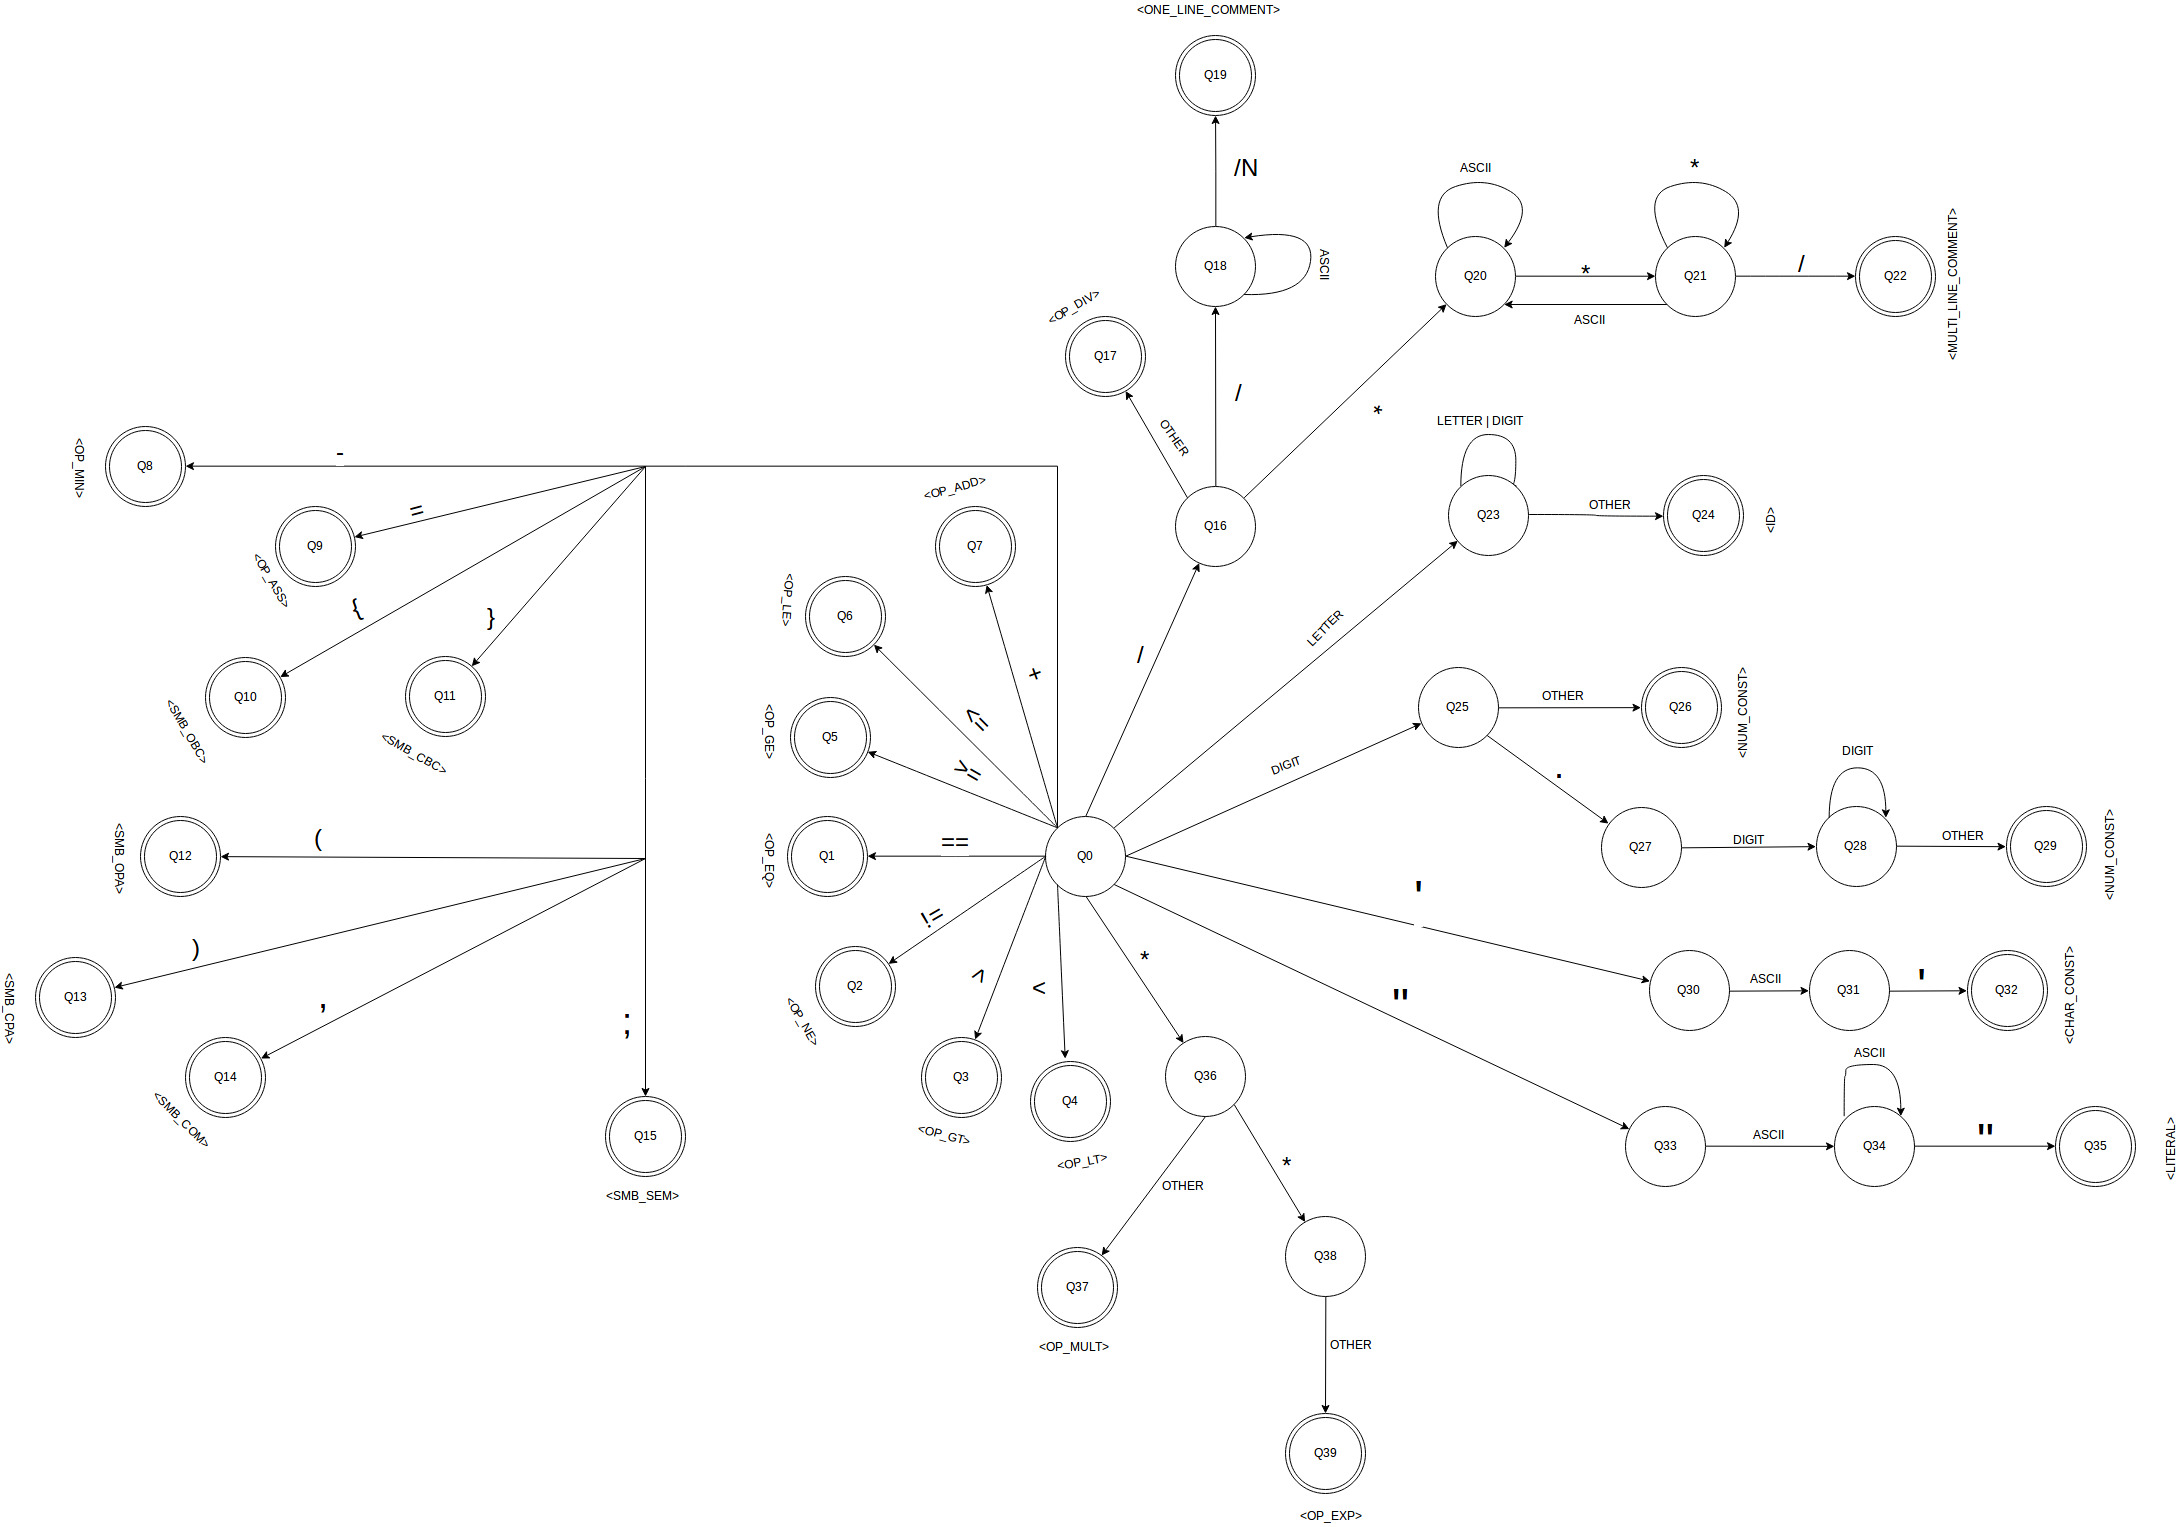 <ONE_LINE_COMMENT>
Q19
/N
ASCII
*
Q18
ASCII
Q20
*
Q21
/
Q22
<MULTI_LINE_COMMENT>
ASCII
<OP_DIV>
Q17
/
*
OTHER
LETTER | DIGIT
<OP_MIN>
Q8
-
<OP_ADD>
Q16
Q23
OTHER
Q24
<ID>
=
Q9
<OP_ASS>
Q7
{
}
<OP_LE>
Q6
+
/
LETTER
Q10
<SMB_OBC>
Q11
<SMB_CBC>
<=
<OP_GE>
Q5
>=
Q25
OTHER
Q26
<NUM_CONST>
DIGIT
.
DIGIT
<SMB_OPA>
Q12
(
<OP_EQ>
Q1
==
Q0
Q27
DIGIT
Q28
OTHER
Q29
<NUM_CONST>
)
!=
'
<SMB_CPA>
Q13
,
;
Q2
<OP_NE>
>
<
*
"
Q30
ASCII
Q31
'
Q32
<CHAR_CONST>
Q14
<SMB_COM>
Q3
<OP_GT>
Q4
<OP_LT>
Q36
ASCII
Q15
<SMB_SEM>
Q33
ASCII
Q34
"
Q35
<LITERAL>
OTHER
*
Q37
<OP_MULT>
Q38
OTHER
Q39
<OP_EXP>